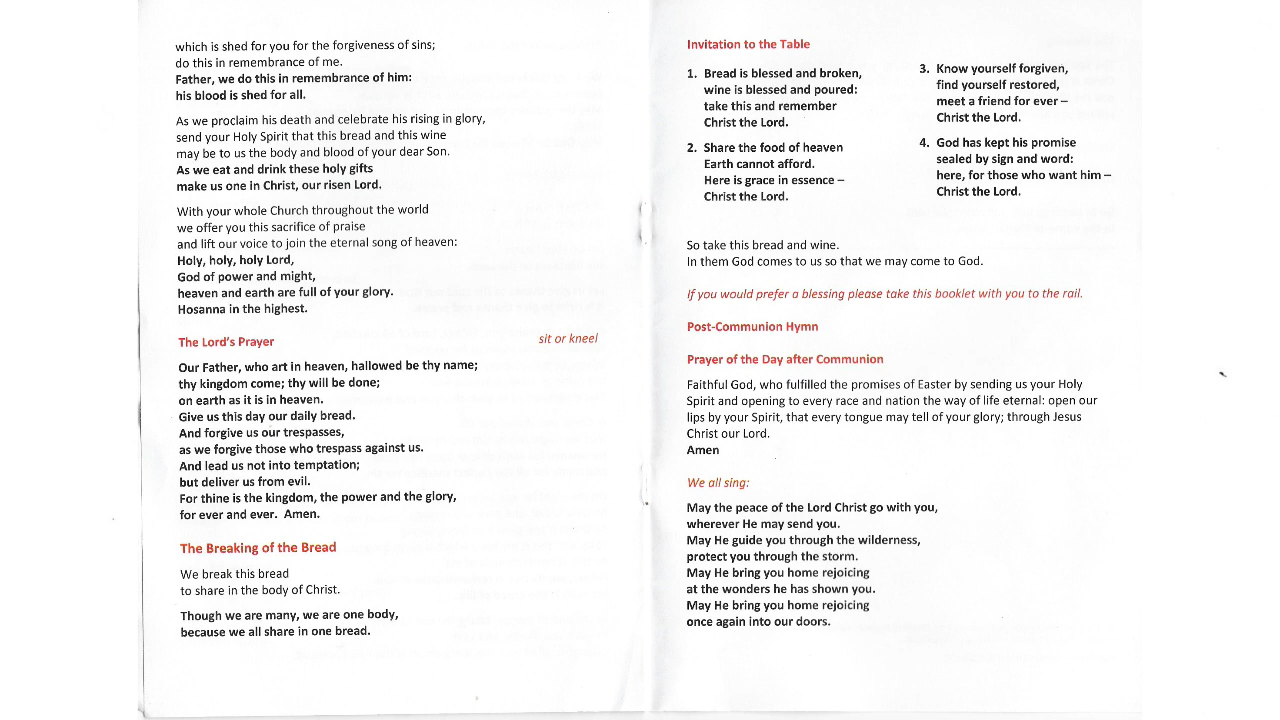 which is shed for you for the forgiveness of sins;
do this in remembrance of me.
Father, we do this in remembrance of him:
his blood is shed for all.
As we proclaim his death and celebrate his rising in glory,
send your Holy Spirit that this bread and this wine
may be to us the body and blood of your dear Son.
As we eat and drink these holy gifts
make us one in Christ, our risen Lord.
With your whole Church throughout the world
we offer you this sacrifice of praise
and lift our voice to join the eternal song of heaven:
Holy, holy, holy Lord,
God of power and might,
heaven and earth are full of your glory.
Hosanna in the highest.
The Lord's Prayer sit or kneel
Our Father, who art in heaven, hallowed be thy name;
thy kingdom come; thy will be done;
on earth as it is in heaven.
Give us this day our daily bread.
And forgive us our trespasses,
as we forgive those who trespass against us.
And lead us not into temptation;
but deliver us from evil.
For thine is the kingdom, the power and the glory,
for ever and ever. Amen.
The Breaking of the Bread
We break this bread
to share in the body of Christ.
Though we are many, we are one body,
because we all share in one bread.
Invitation to the Table
1. Bread is blessed and broken,
wine is blessed and poured:
take this and remember
Christ the Lord.
2. Share the food of heaven
Earth cannot afford.
Here is grace in essence –
Christ the Lord.
3. Know yourself forgiven,
find yourself restored,
meet a friend for ever –
Christ the Lord.
4. God has kept his promise
sealed by sign and word:
here, for those who want him –
Christ the Lord.
So take this bread and wine.
In them God comes to us so that we may come to God.
If you would prefer a blessing please take this booklet with you to the rail.
Post-Communion Hymn
Prayer of the Day after Communion
Faithful God, who fulfilled the promises of Easter by sending us your Holy
Spirit and opening to every race and nation the way of life eternal: open our
lips by your Spirit, that every tongue may tell of your glory; through Jesus
Christ our Lord.
Amen
We all sing:
May the peace of the Lord Christ go with you,
wherever He may send you.
May He guide you through the wilderness,
protect you through the storm.
May He bring you home rejoicing
at the wonders he has shown you.
May He bring you home rejoicing
once again into our doors.